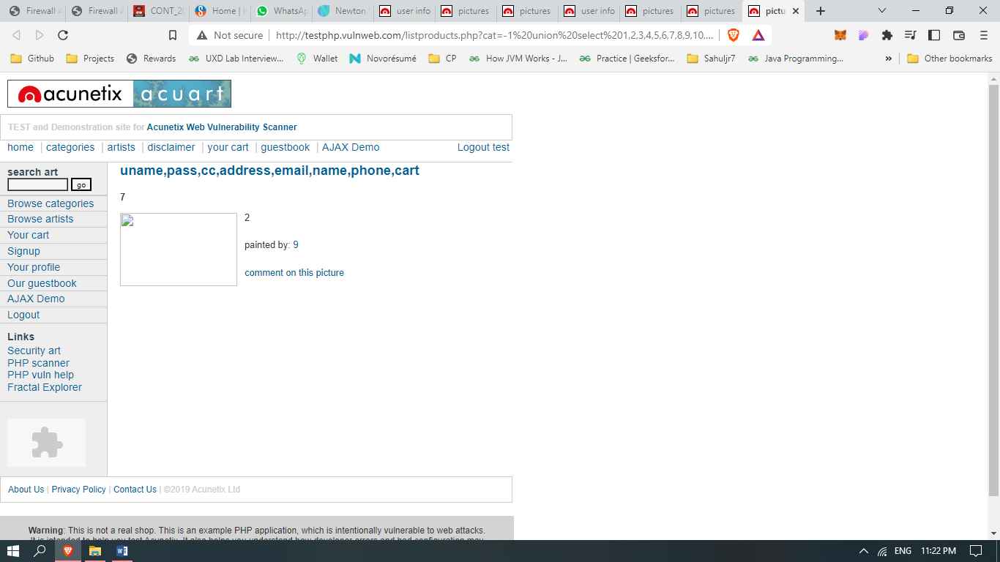 Firewall A Firewall A CONT_20 Home | I WhatsAp Newton S user info pictures pictures user info pictures pictures pictu
Not secure http://testphp.vulnweb.com/listproducts.php?cat=-1%20union%20select%201,2,3,4,5,6,7,8,9,10,...
Github Projects Rewards UXD Lab Interview... Wallet Novorésumé CP How JVM Works - J... Practice | Geeksfor... Sahuljr7 Java Programming... » Other bookmarks
acunetix acuart
TEST and Demonstration site for Acunetix Web Vulnerability Scanner
home | categories | artists | disclaimer | your cart | guestbook | AJAX Demo Logout test
search art
go
Browse categories
Browse artists
Your cart
Signup
Your profile
Our guestbook
AJAX Demo
Logout
Links
Security art
PHP scanner
PHP vuln help
Fractal Explorer
uname,pass,cc,address,email,name,phone,cart
7
2
painted by: 9
comment on this picture
About Us | Privacy Policy | Contact Us | ©2019 Acunetix Ltd
Warning: This is not a real shop. This is an example PHP application, which is intentionally vulnerable to web attacks.
It is intended to help you test Acunetix. It also helps you understand how developer errors and bad configuration may
ENG 11:22 PM